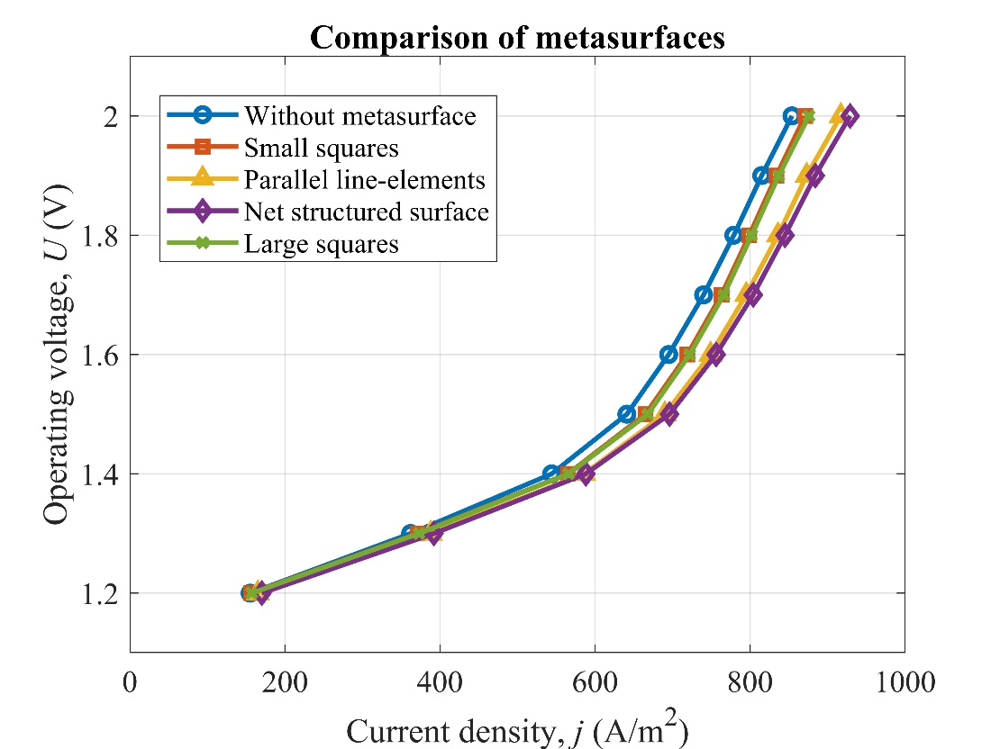 Comparison of metasurfaces
Without metasurface
Small squares
Parallel line-elements
Net structured surface
Large squares
Operating voltage, U (V)
2
1.8
1.6
1.4
1.2
0 200 400 600 800 1000
Current density, j (A/m²)